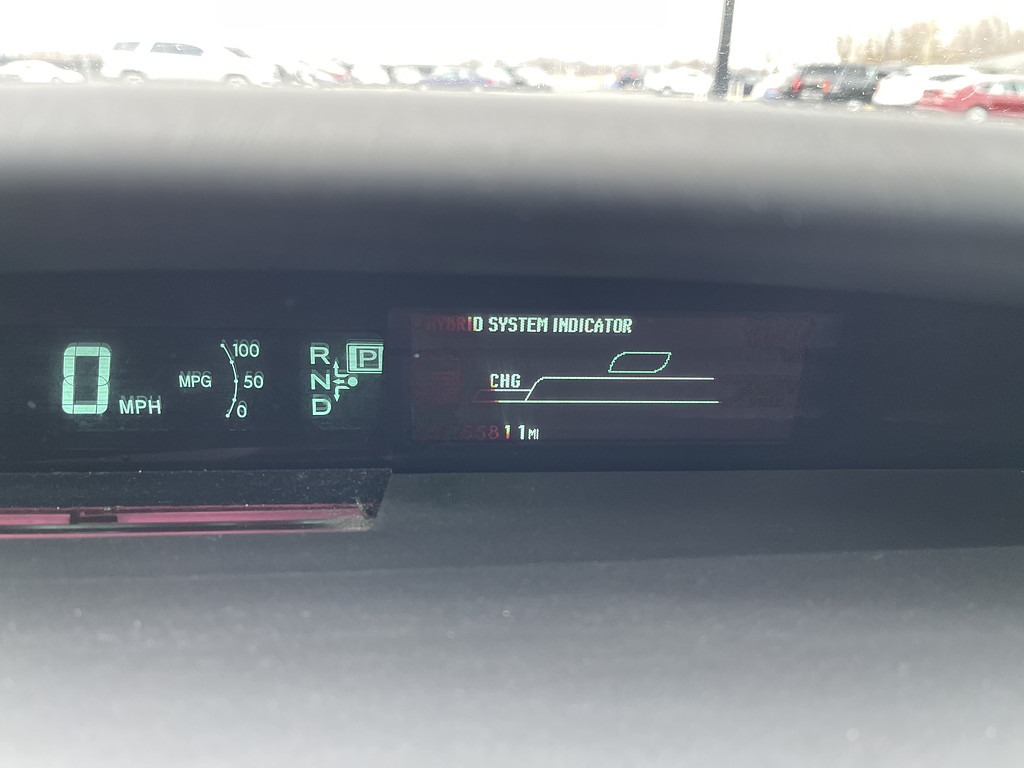 0 MPH
MPG
100
50
0
R
N
D
P
HYBRID SYSTEM INDICATOR
CHG
MI